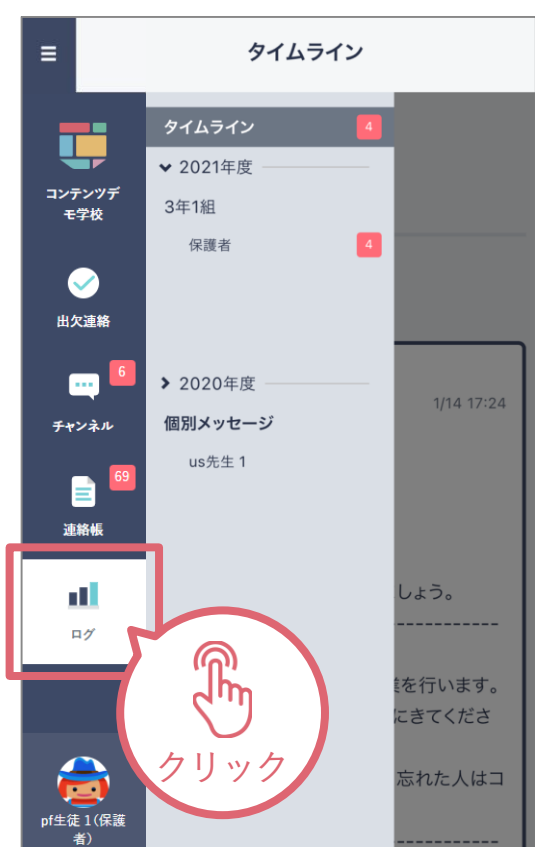 タイムライン
コンテンツデ
モ学校
出欠連絡
6
チャンネル
69
連絡帳
ログ
pf生徒 1(保護
者)
タイムライン 4
2021年度
3年1組
保護者 4
2020年度
個別メッセージ
us先生 1
クリック
1/14 17:24
しょう。
-----------
を行います。
にきてくださ
忘れた人はコ
-----------